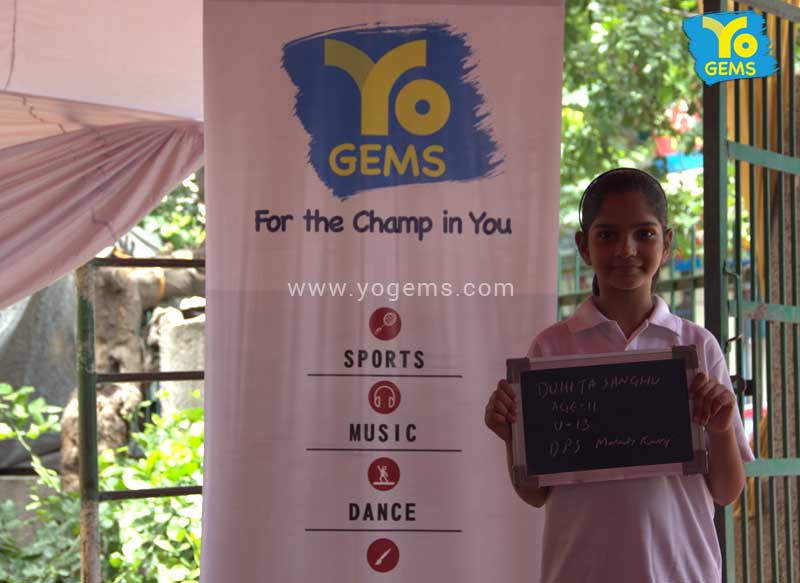 Yo
GEMS
Yo
GEMS
For the Champ in You
www.yogems.com
SPORTS
MUSIC
DANCE
DUHITA SANGHU
AGE-11
U-13
DPS